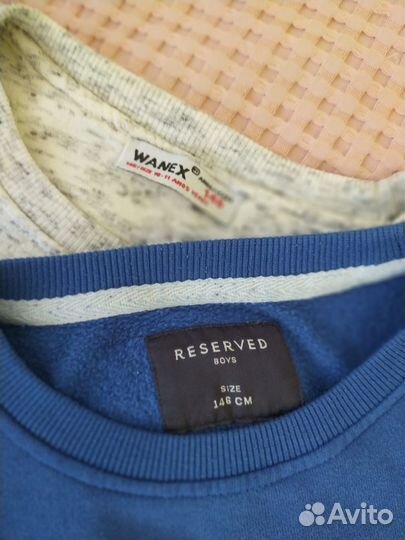 WANEX®
RESERVED
BOYS
SIZE
146 CM
Avito